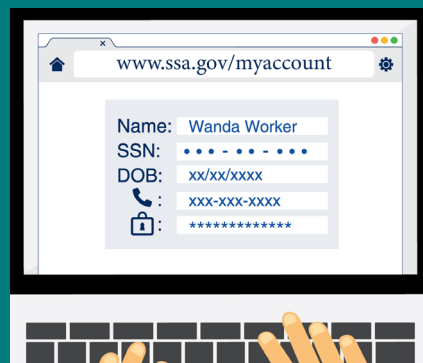 www.ssa.gov/myaccount
Name: Wanda Worker
SSN: ••• - •• - •••
DOB: xx/xx/xxxx
: xxx-xxx-xxxx
: *************